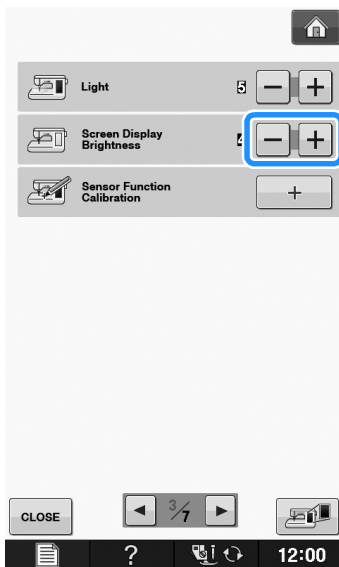 Light 5 − +
Screen Display
Brightness − +
Sensor Function
Calibration +
CLOSE 3/7
? 12:00